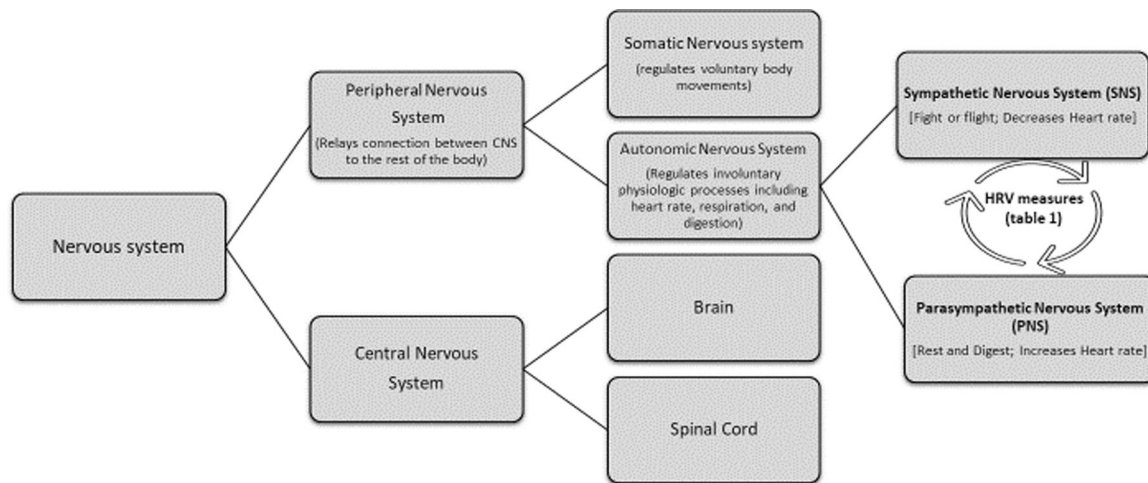 Nervous system
Peripheral Nervous
System
(Relays connection between CNS
to the rest of the body)
Central Nervous
System
Somatic Nervous system
(regulates voluntary body
movements)
Autonomic Nervous System
(Regulates involuntary
physiologic processes including
heart rate, respiration, and
digestion)
Brain
Spinal Cord
Sympathetic Nervous System (SNS)
[Fight or flight; Decreases Heart rate]
HRV measures
(table 1)
Parasympathetic Nervous System
(PNS)
[Rest and Digest; Increases Heart rate]